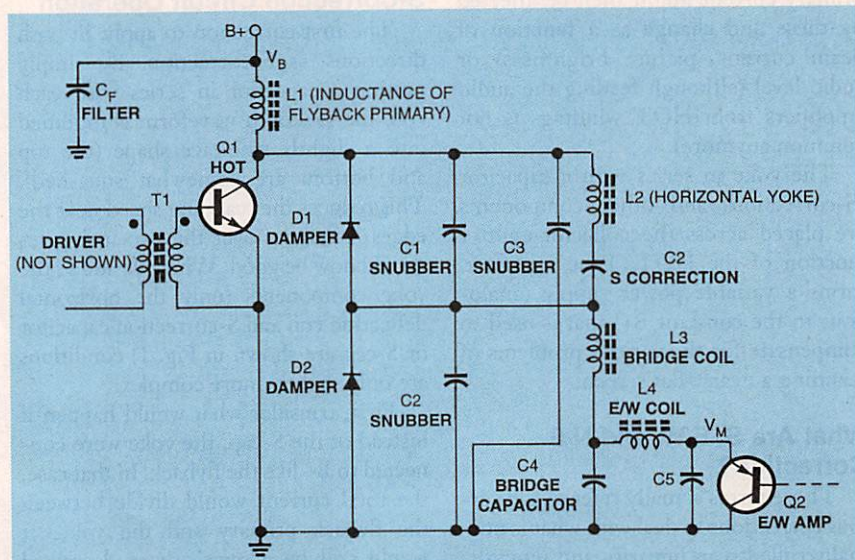 B+
V_B
C_F
FILTER
L1 (INDUCTANCE OF
FLYBACK PRIMARY)
Q1
HOT
T1
DRIVER
(NOT SHOWN)
D1
DAMPER
C1
SNUBBER
C3
SNUBBER
L2 (HORIZONTAL YOKE)
C2
S CORRECTION
D2
DAMPER
C2
SNUBBER
L3
BRIDGE COIL
L4
E/W COIL
V_M
C4
BRIDGE
CAPACITOR
C5
Q2
E/W AMP